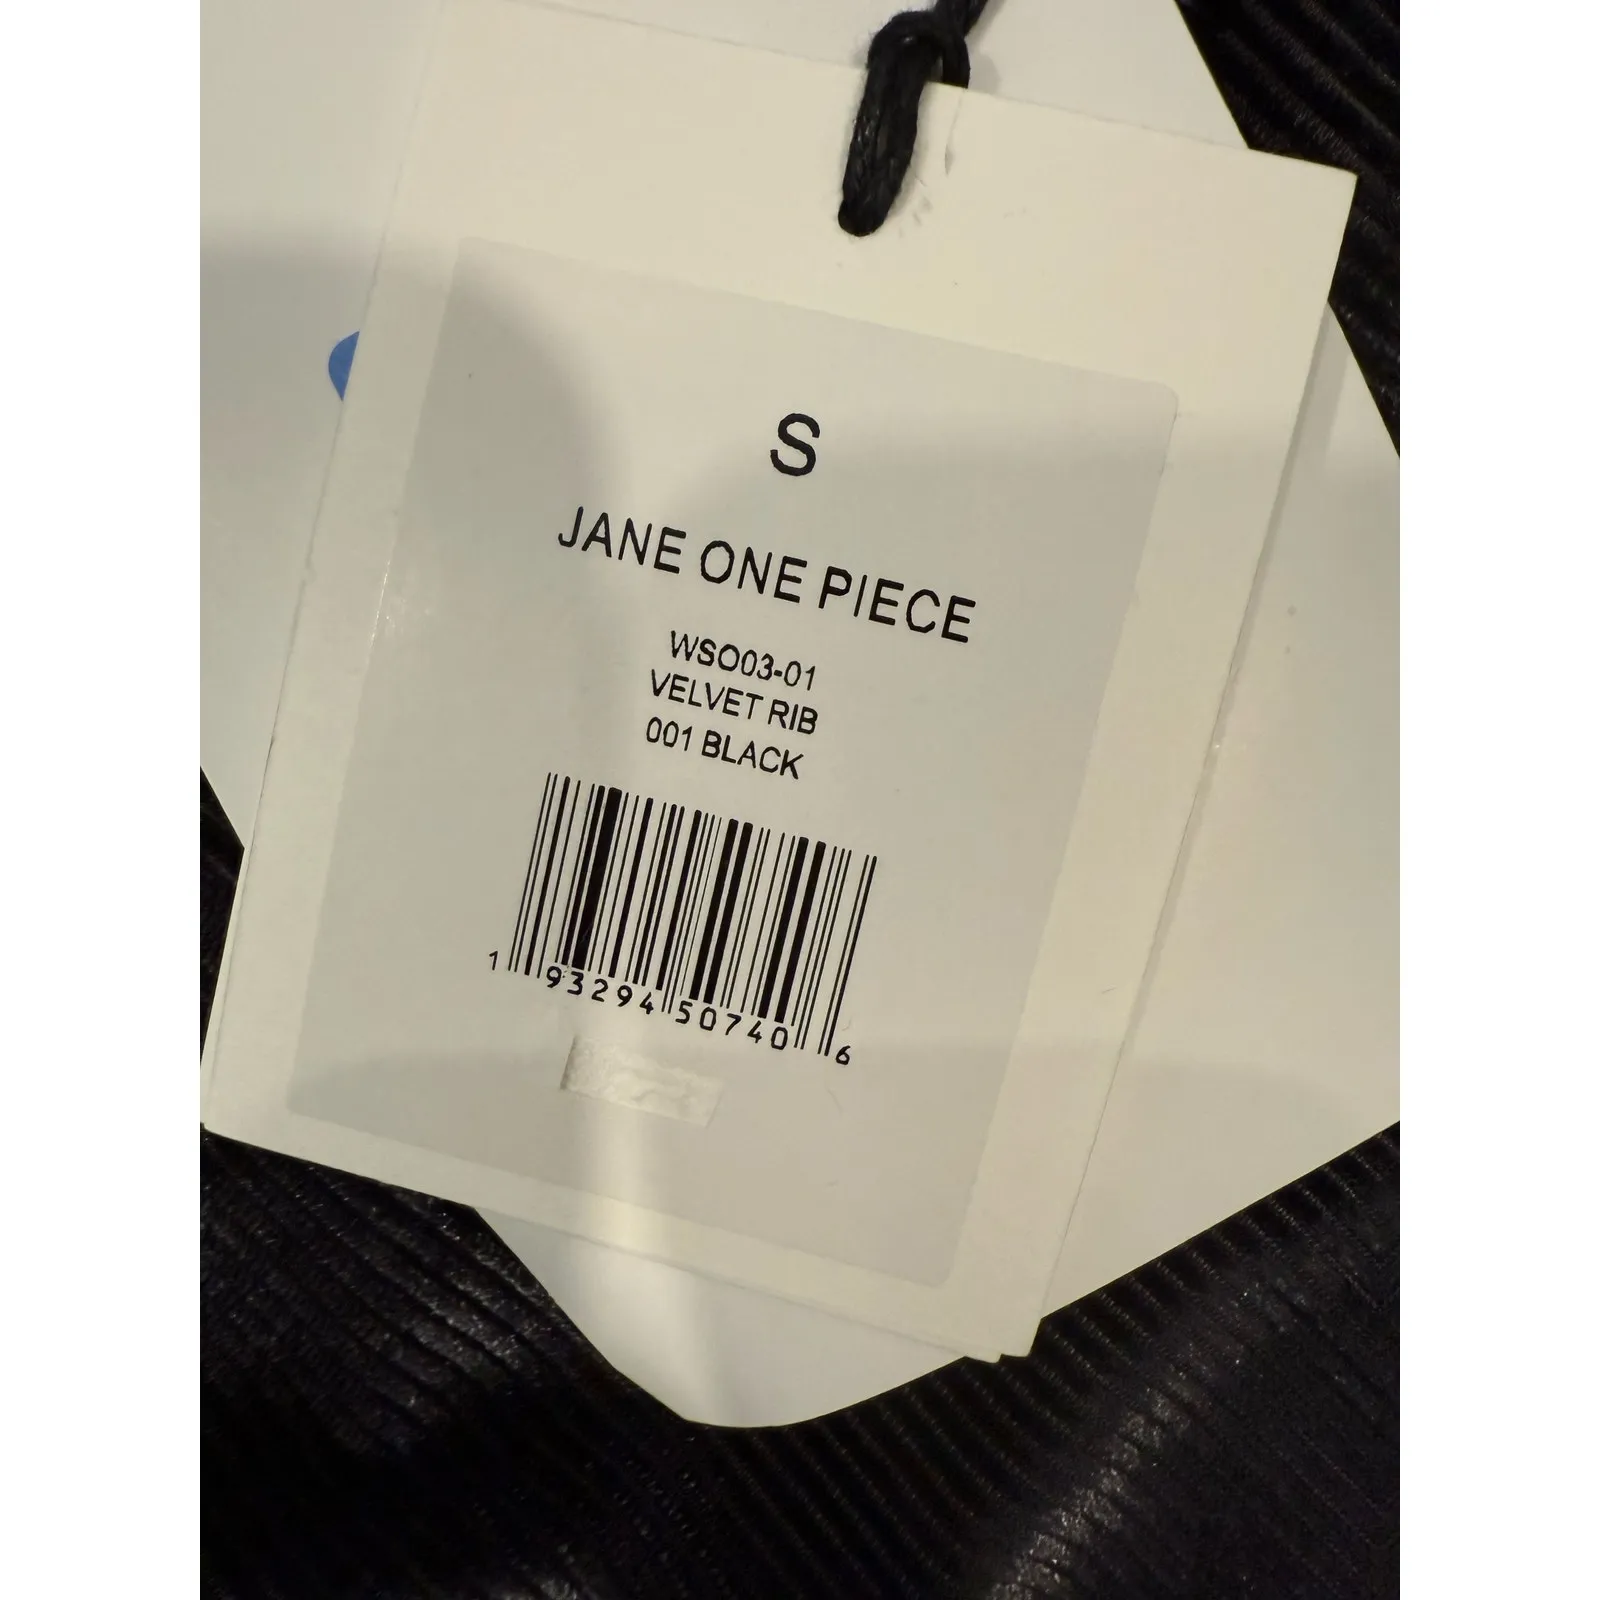 S
JANE ONE PIECE
WSO03-01
VELVET RIB
001 BLACK
1 93294 50740 6